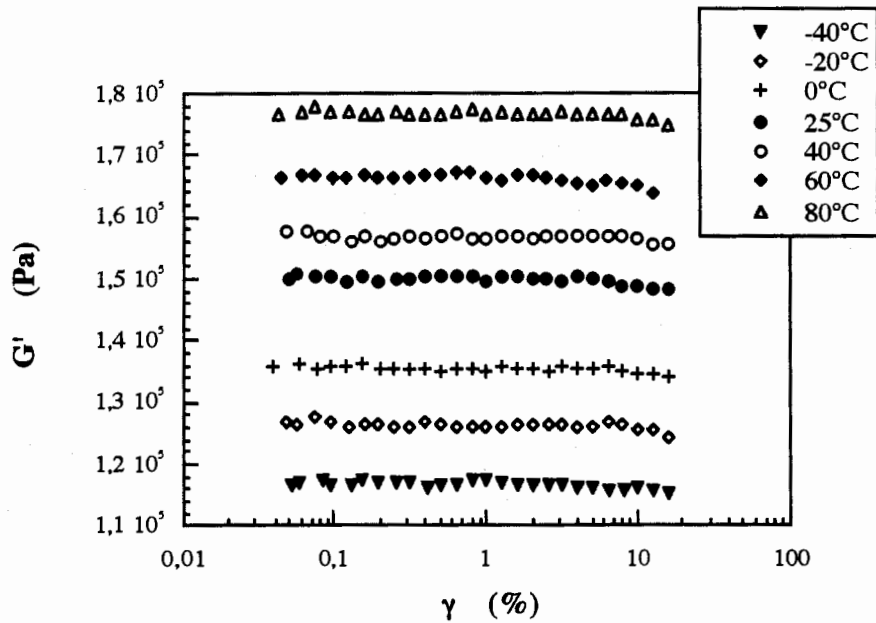 -40°C
-20°C
0°C
25°C
40°C
60°C
80°C
G' (Pa)
1,8 10⁵
1,7 10⁵
1,6 10⁵
1,5 10⁵
1,4 10⁵
1,3 10⁵
1,2 10⁵
1,1 10⁵
0,01 0,1 1 10 100
γ (%)